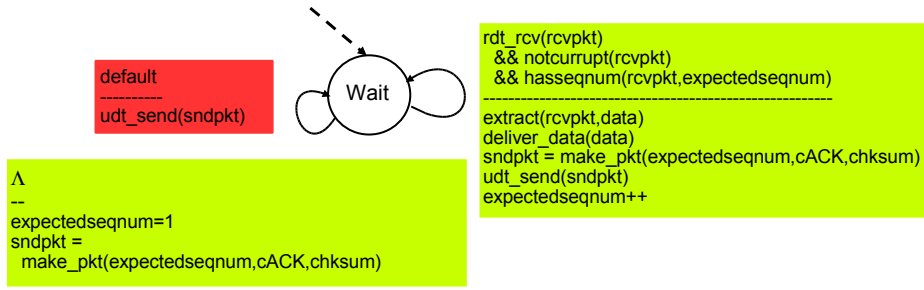 default
----------
udt_send(sndpkt)
Wait
rdt_rcv(rcvpkt)
&& notcurrupt(rcvpkt)
&& hasseqnum(rcvpkt,expectedseqnum)
---------------------------------------------------------
extract(rcvpkt,data)
deliver_data(data)
sndpkt = make_pkt(expectedseqnum,cACK,chksum)
udt_send(sndpkt)
expectedseqnum++
Λ
--
expectedseqnum=1
sndpkt =
make_pkt(expectedseqnum,cACK,chksum)